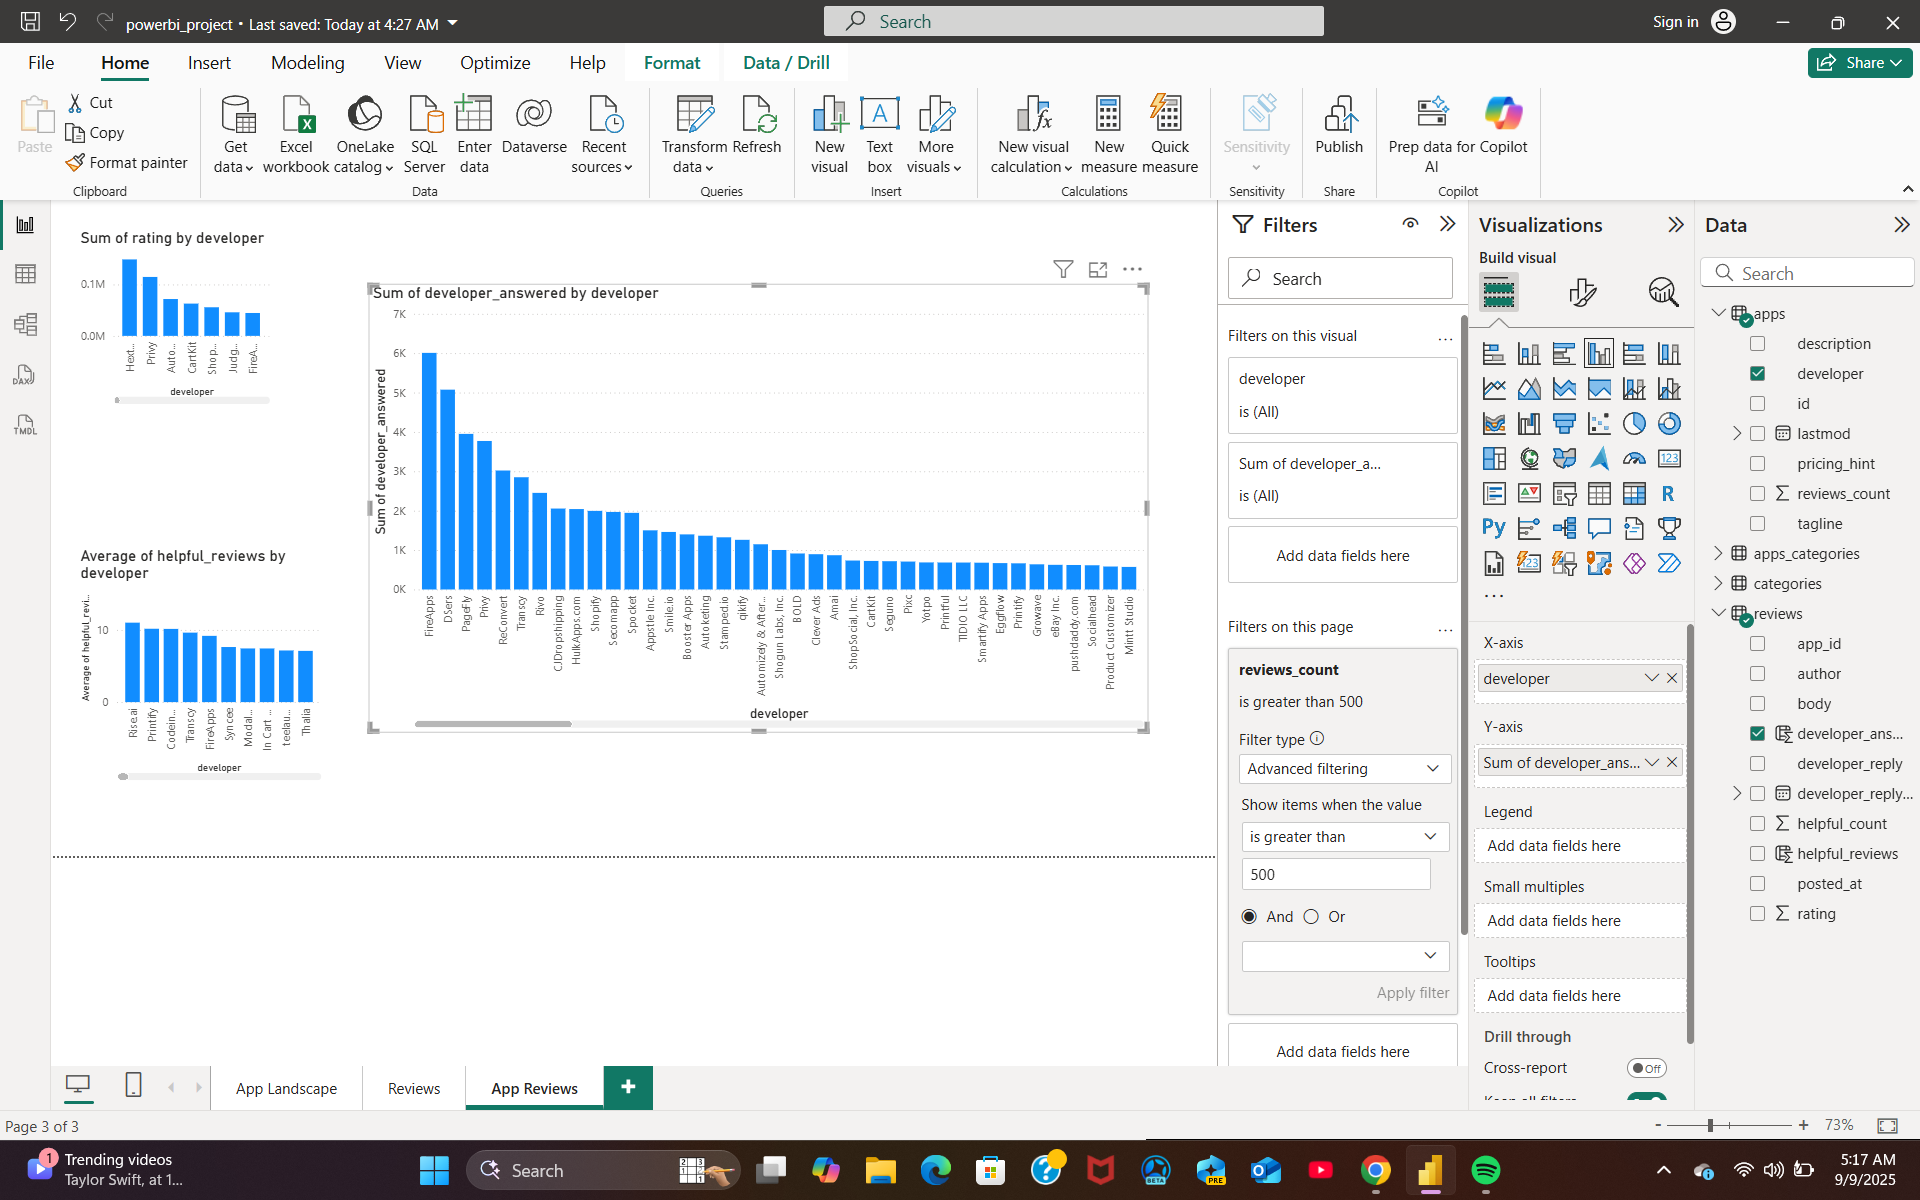 powerbi_project • Last saved: Today at 4:27 AM
Search
Sign in
File
Home
Insert
Modeling
View
Optimize
Help
Format
Data / Drill
Share
Paste
Cut
Copy
Format painter
Clipboard
Get data
Excel workbook
OneLake catalog
SQL Server
Enter data
Dataverse
Recent sources
Data
Transform data
Refresh
Queries
New visual
Text box
More visuals
Insert
New visual calculation
New measure
Quick measure
Calculations
Sensitivity
Sensitivity
Publish
Share
Prep data for AI
Copilot
Copilot
DAX
TMDL
Sum of rating by developer
0.1M
0.0M
Hext...
Privy
Auto...
CartKit
Shop...
Judg...
FireA...
developer
Average of helpful_reviews by
developer
Average of helpful_revi...
10
0
Rise.ai
Printify
Codein...
Transcy
FireApps
Syncee
Modal...
In Cart ...
teelau...
Thalia
developer
Sum of developer_answered by developer
Sum of developer_answered
7K
6K
5K
4K
3K
2K
1K
0K
FireApps
DSers
PageFly
Privy
ReConvert
Transcy
Rivo
CJDropshipping
HulkApps.com
Shopify
Secomapp
Spocket
Appstle Inc.
Smile.io
Booster Apps
Autoketing
Stamped.io
qikify
Automizely & After...
Shogun Labs, Inc.
BOLD
Clever Ads
Amai
ShopSocial, Inc.
CartKit
Seguno
Pixc
Yotpo
Printful
TIDIO LLC
Smartify Apps
Eggflow
Printify
Growave
eBay Inc.
pushdaddy.com
Socialhead
Product Customizer
Mintt Studio
developer
Filters
Search
Filters on this visual
...
developer
is (All)
Sum of developer_a...
is (All)
Add data fields here
Filters on this page
...
reviews_count
is greater than 500
Filter type
Advanced filtering
Show items when the value
is greater than
500
And
Or
Apply filter
Add data fields here
Visualizations
Build visual
123
R
Py
123
...
X-axis
developer
Y-axis
Sum of developer_ans...
Legend
Add data fields here
Small multiples
Add data fields here
Tooltips
Add data fields here
Drill through
Cross-report
Off
Keep all filters
Data
Search
apps
description
developer
id
lastmod
pricing_hint
reviews_count
tagline
apps_categories
categories
reviews
app_id
author
body
developer_ans...
developer_reply
developer_reply...
helpful_count
helpful_reviews
posted_at
rating
App Landscape
Reviews
App Reviews
+
Page 3 of 3
- + 73%
1
Trending videos
Taylor Swift, at 1...
Search
BETA
PRE
5:17 AM
9/9/2025